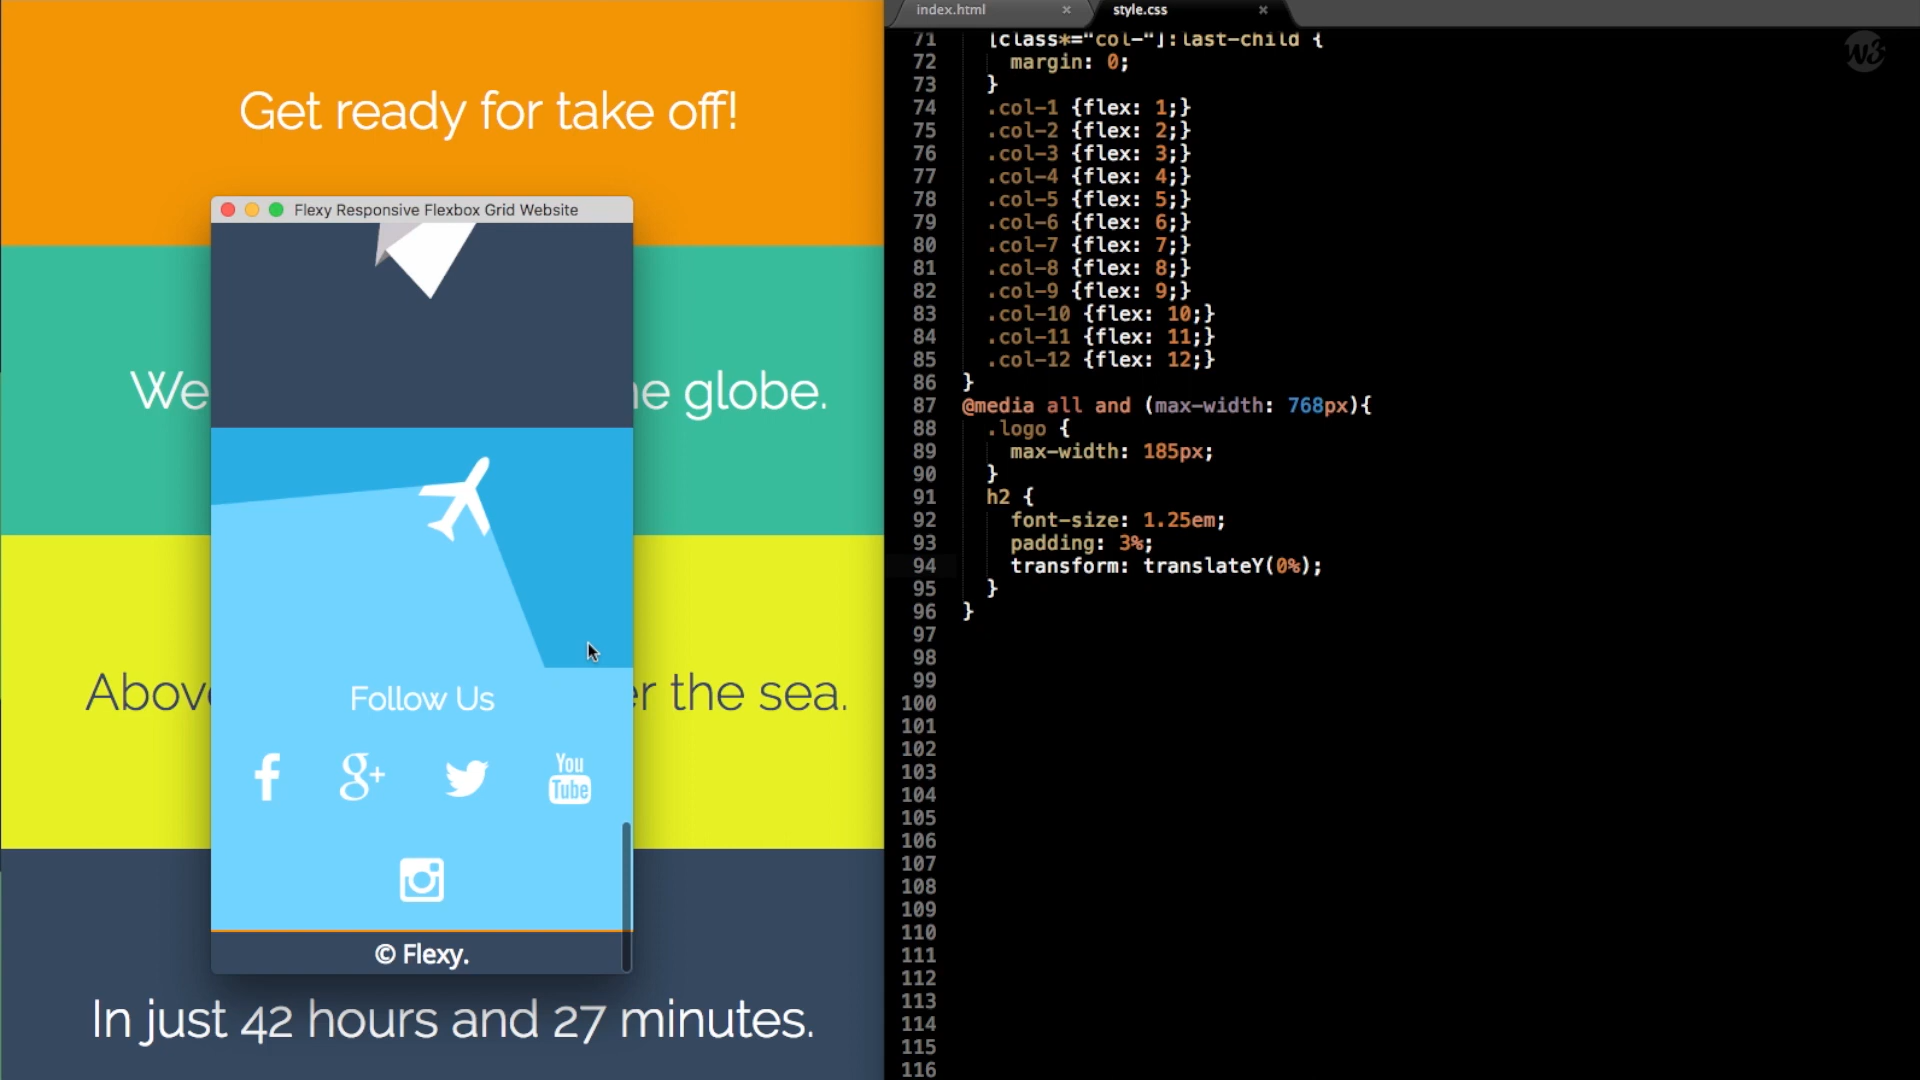 Get ready for take off!
Flexy Responsive Flexbox Grid Website
We
he globe.
Above
er the sea.
Follow Us
f
g+
You
Tube
© Flexy.
In just 42 hours and 27 minutes.
index.html ×
style.css ×
W3
71 [class*="col-"]:last-child {
72 margin: 0;
73 }
74 .col-1 {flex: 1;}
75 .col-2 {flex: 2;}
76 .col-3 {flex: 3;}
77 .col-4 {flex: 4;}
78 .col-5 {flex: 5;}
79 .col-6 {flex: 6;}
80 .col-7 {flex: 7;}
81 .col-8 {flex: 8;}
82 .col-9 {flex: 9;}
83 .col-10 {flex: 10;}
84 .col-11 {flex: 11;}
85 .col-12 {flex: 12;}
86 }
87 @media all and (max-width: 768px){
88 .logo {
89 max-width: 185px;
90 }
91 h2 {
92 font-size: 1.25em;
93 padding: 3%;
94 transform: translateY(0%);
95 }
96 }
97
98
99
100
101
102
103
104
105
106
107
108
109
110
111
112
113
114
115
116